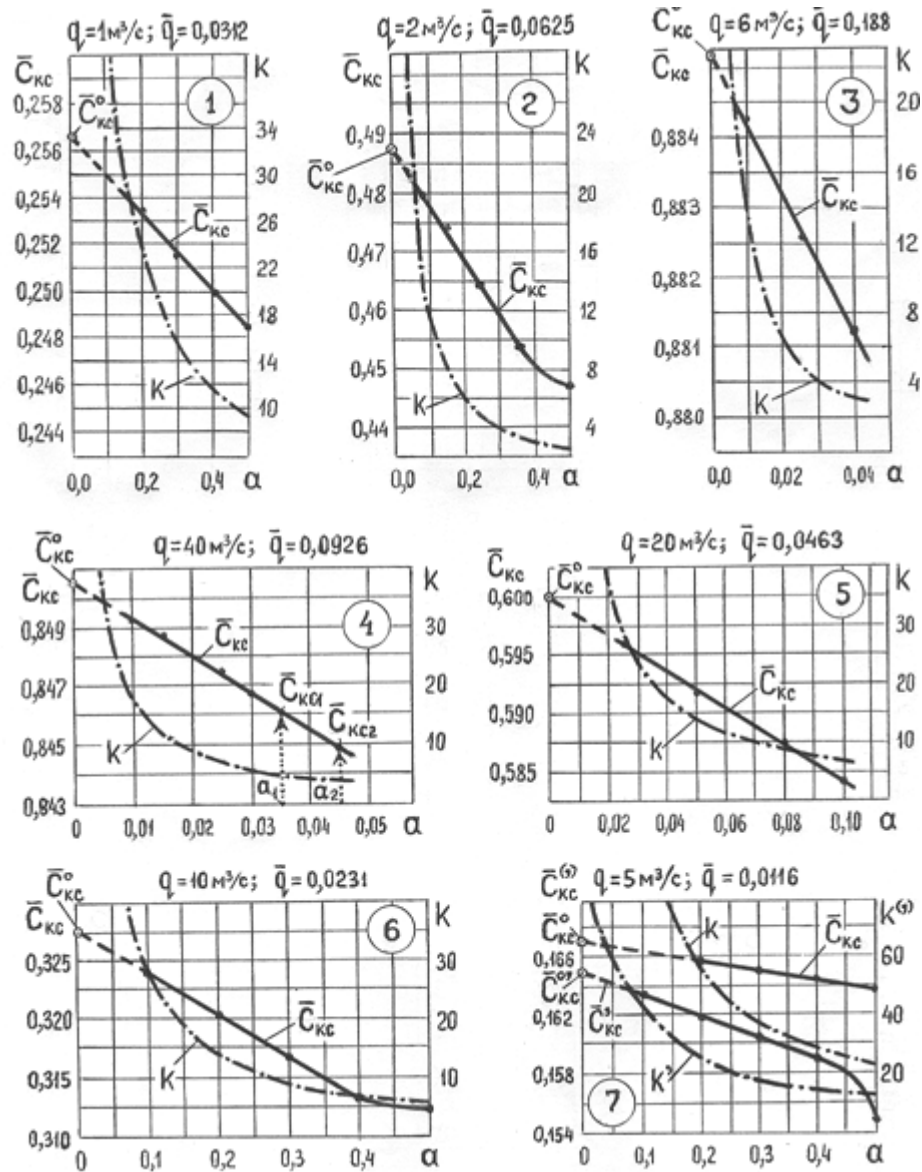 q=1м³/с; q̄=0,0312
C̄кс
K
0,258
C̄°кс
0,256
0,254
0,252
0,250
0,248
0,246
0,244
34
30
26
22
18
14
10
1
C̄кс
K
0,0 0,2 0,4 α
q=2м³/с; q̄=0,0625
C̄кс
K
0,49
C̄°кс
0,48
0,47
0,46
0,45
0,44
24
20
16
12
8
4
2
C̄кс
K
0,0 0,2 0,4 α
C̄°кс q=6м³/с; q̄=0,188
C̄кс
K
0,884
0,883
0,882
0,881
0,880
20
16
12
8
4
3
C̄кс
K
0 0,02 0,04 α
C̄°кс q=40м³/с; q̄=0,0926
C̄кс
K
0,849
0,847
0,845
0,843
30
20
10
4
C̄кс
C̄кс1
C̄кс2
K
α₁ α₂
0 0,01 0,02 0,03 0,04 0,05 α
q=20м³/с; q̄=0,0463
C̄кс
C̄°кс
K
0,600
0,595
0,590
0,585
30
20
10
5
C̄кс
K
0 0,02 0,04 0,06 0,08 0,10 α
C̄°кс q=10м³/с; q̄=0,0231
C̄кс
K
0,325
0,320
0,315
0,310
30
20
10
6
C̄кс
K
0 0,1 0,2 0,3 0,4 α
C̄кс⁽'⁾ q=5м³/с; q̄=0,0116
K⁽'⁾
C̄°кс
0,166
C̄°'кс
0,162
0,158
0,154
60
40
20
K
C̄кс
C̄'кс
K'
7
0 0,1 0,2 0,3 0,4 α